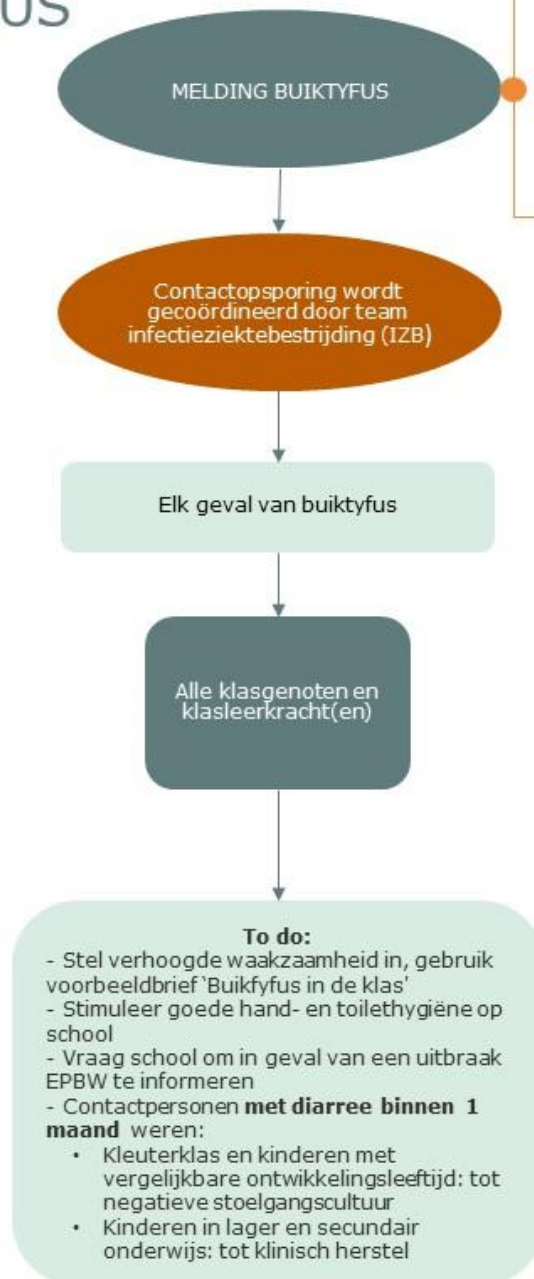 US
MELDING BUIKTYFUS
Contactopsporing wordt
gecoördineerd door team
infectieziektebestrijding (IZB)
Elk geval van buiktyfus
Alle klasgenoten en
klasleerkracht(en)
To do:
- Stel verhoogde waakzaamheid in, gebruik
voorbeeldbrief ‘Buikfyfus in de klas’
- Stimuleer goede hand- en toilethygiëne op
school
- Vraag school om in geval van een uitbraak
EPBW te informeren
- Contactpersonen met diarree binnen 1
maand weren:
• Kleuterklas en kinderen met
vergelijkbare ontwikkelingsleeftijd: tot
negatieve stoelgangscultuur
• Kinderen in lager en secundair
onderwijs: tot klinisch herstel